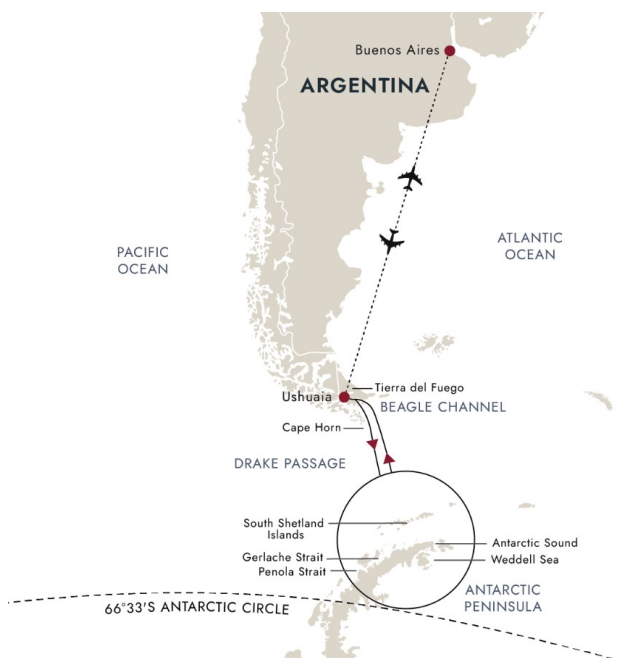 Buenos Aires
ARGENTINA
PACIFIC
OCEAN
ATLANTIC
OCEAN
Tierra del Fuego
Ushuaia
BEAGLE CHANNEL
Cape Horn
DRAKE PASSAGE
South Shetland
Islands
Antarctic Sound
Gerlache Strait
Weddell Sea
Penola Strait
ANTARCTIC
PENINSULA
66°33'S ANTARCTIC CIRCLE